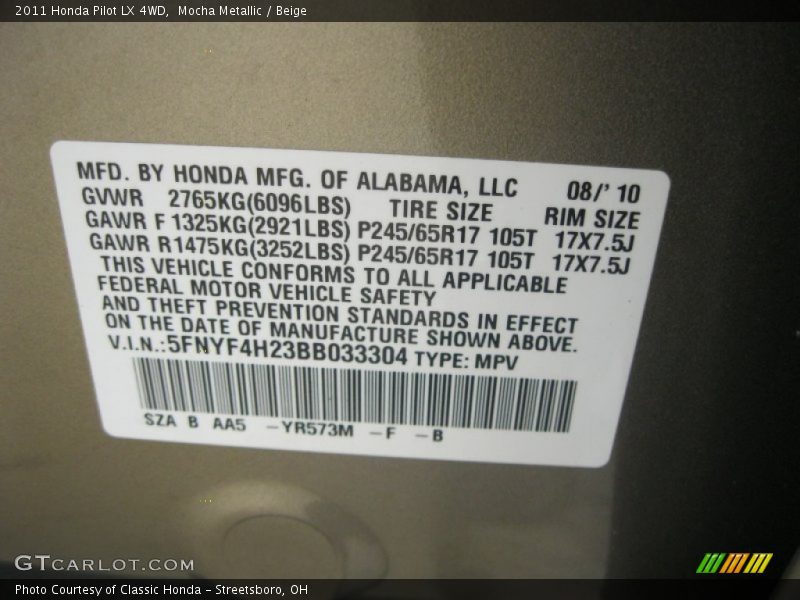 2011 Honda Pilot LX 4WD, Mocha Metallic / Beige
MFD. BY HONDA MFG. OF ALABAMA, LLC 08/' 10
GVWR 2765KG(6096LBS) TIRE SIZE RIM SIZE
GAWR F 1325KG(2921LBS) P245/65R17 105T 17X7.5J
GAWR R1475KG(3252LBS) P245/65R17 105T 17X7.5J
THIS VEHICLE CONFORMS TO ALL APPLICABLE
FEDERAL MOTOR VEHICLE SAFETY
AND THEFT PREVENTION STANDARDS IN EFFECT
ON THE DATE OF MANUFACTURE SHOWN ABOVE.
V.I.N.:5FNYF4H23BB033304 TYPE: MPV
SZA B AA5 -YR573M -F -B
GTCARLOT.COM
Photo Courtesy of Classic Honda - Streetsboro, OH